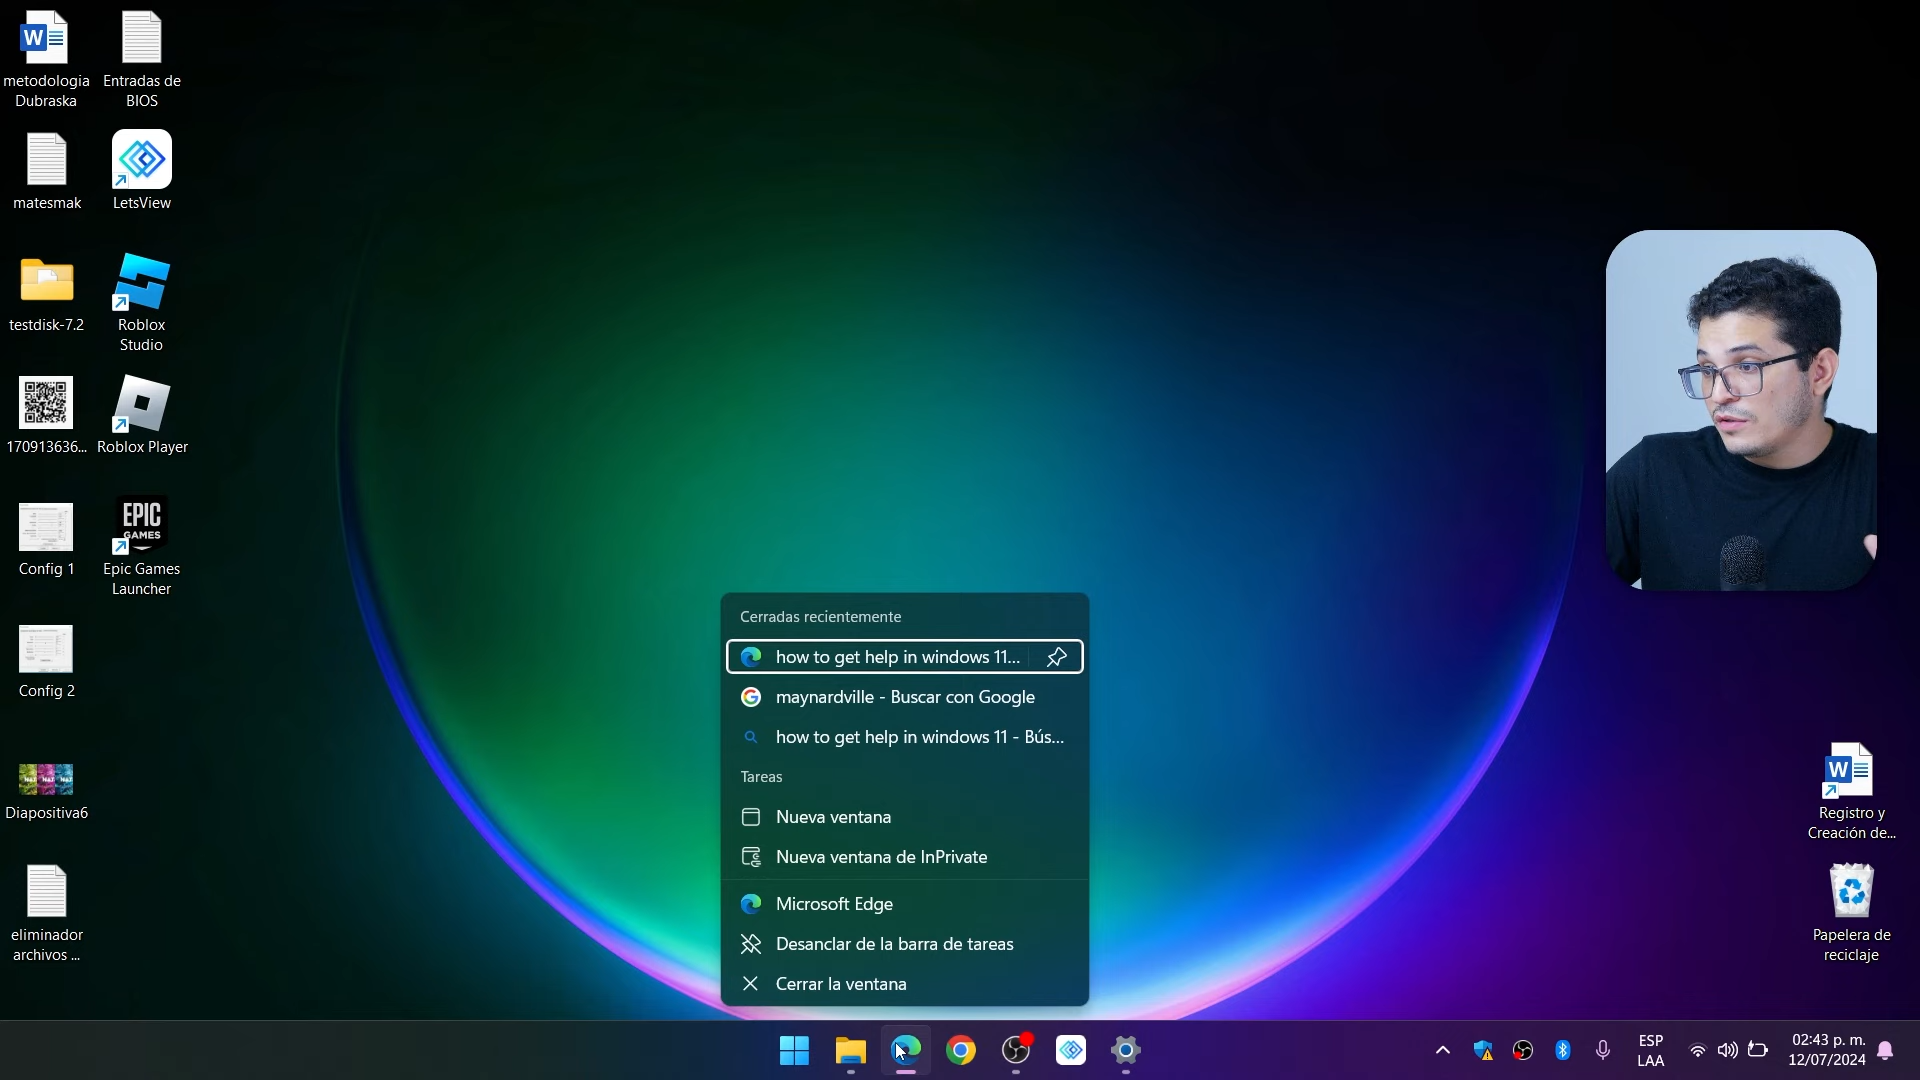 metodologia
Dubraska
Entradas de
BIOS
matesmak
LetsView
testdisk-7.2
Roblox
Studio
170913636...
Roblox Player
EPIC
GAMES
Config 1
Epic Games
Launcher
Config 2
Diapositiva6
eliminador
archivos ...
Cerradas recientemente
how to get help in windows 11...
maynardville - Buscar con Google
how to get help in windows 11 - Bús...
Tareas
Nueva ventana
Nueva ventana de InPrivate
Microsoft Edge
Desanclar de la barra de tareas
Cerrar la ventana
Registro y
Creación de...
Papelera de
reciclaje
ESP
LAA
02:43 p. m.
12/07/2024